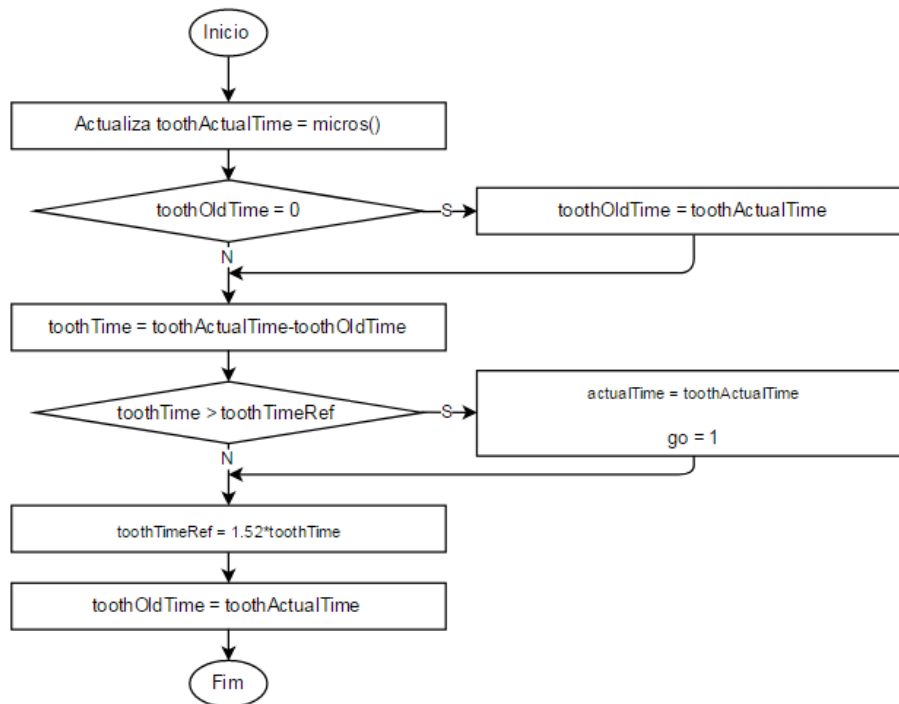 Inicio
Actualiza toothActualTime = micros()
toothOldTime = 0
S
toothOldTime = toothActualTime
N
toothTime = toothActualTime-toothOldTime
toothTime > toothTimeRef
S
actualTime = toothActualTime
go = 1
N
toothTimeRef = 1.52*toothTime
toothOldTime = toothActualTime
Fim